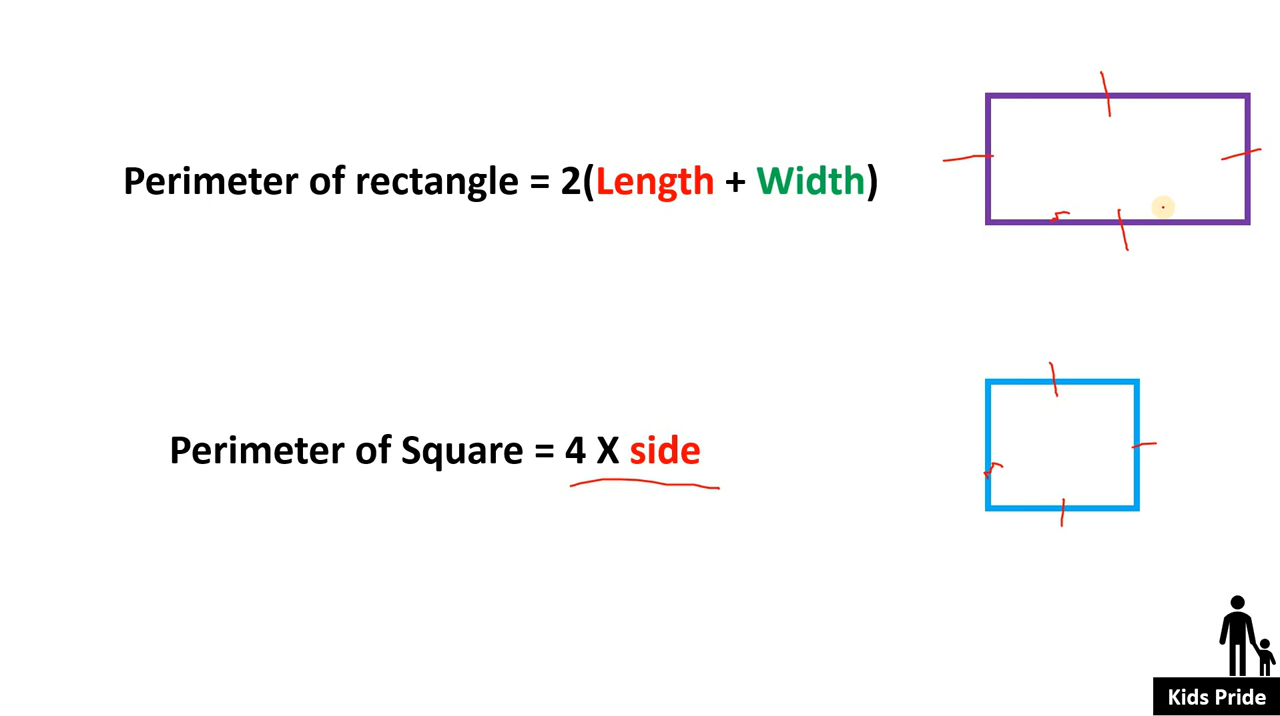 Perimeter of rectangle = 2(Length + Width)
Perimeter of Square = 4 X side
Kids Pride